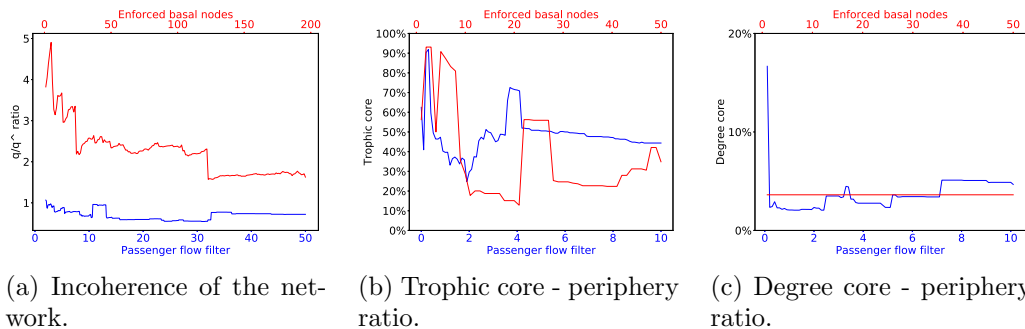 Enforced basal nodes
0 50 100 150 200
5
4
3
2
1
q/q^ ratio
0 10 20 30 40 50
Passenger flow filter
(a) Incoherence of the net-
work.
Enforced basal nodes
0 10 20 30 40 50
100%
90%
80%
70%
60%
50%
40%
30%
20%
10%
0%
Trophic core
0 2 4 6 8 10
Passenger flow filter
(b) Trophic core - periphery
ratio.
Enforced basal nodes
0 10 20 30 40 50
20%
10%
0%
Degree core
0 2 4 6 8 10
Passenger flow filter
(c) Degree core - periphery
ratio.